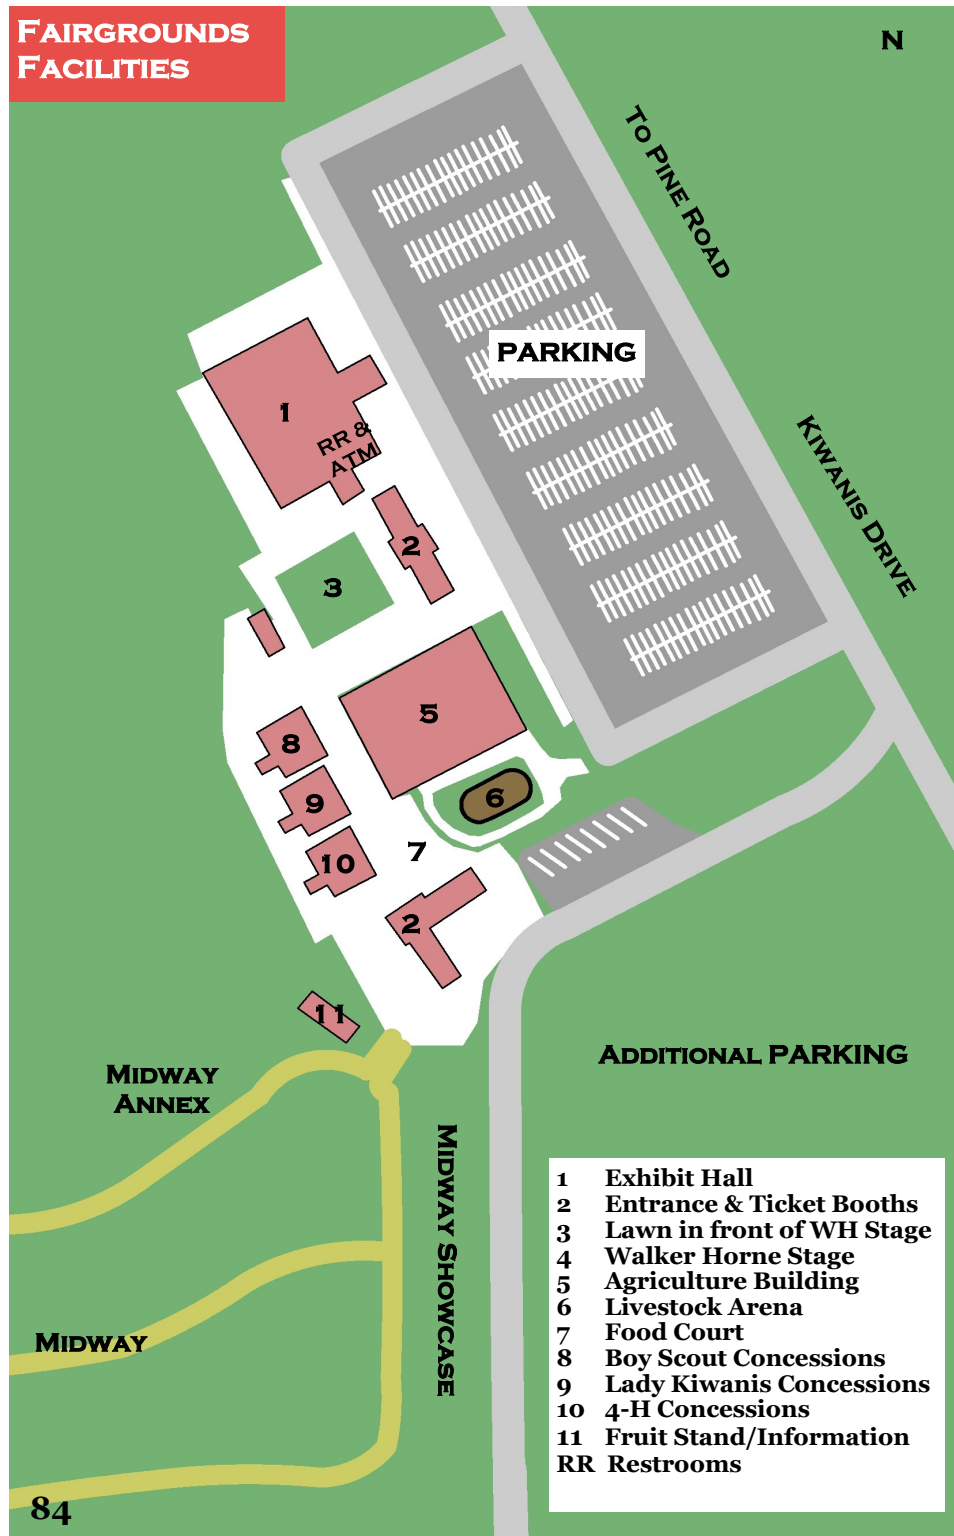 Fairgrounds
Facilities
N
To Pine Road
PARKING
Kiwanis Drive
1
RR &
ATM
2
3
5
8
6
9
7
10
2
11
Additional PARKING
Midway
Annex
Midway Showcase
Midway
1 Exhibit Hall
2 Entrance & Ticket Booths
3 Lawn in front of WH Stage
4 Walker Horne Stage
5 Agriculture Building
6 Livestock Arena
7 Food Court
8 Boy Scout Concessions
9 Lady Kiwanis Concessions
10 4-H Concessions
11 Fruit Stand/Information
RR Restrooms
84